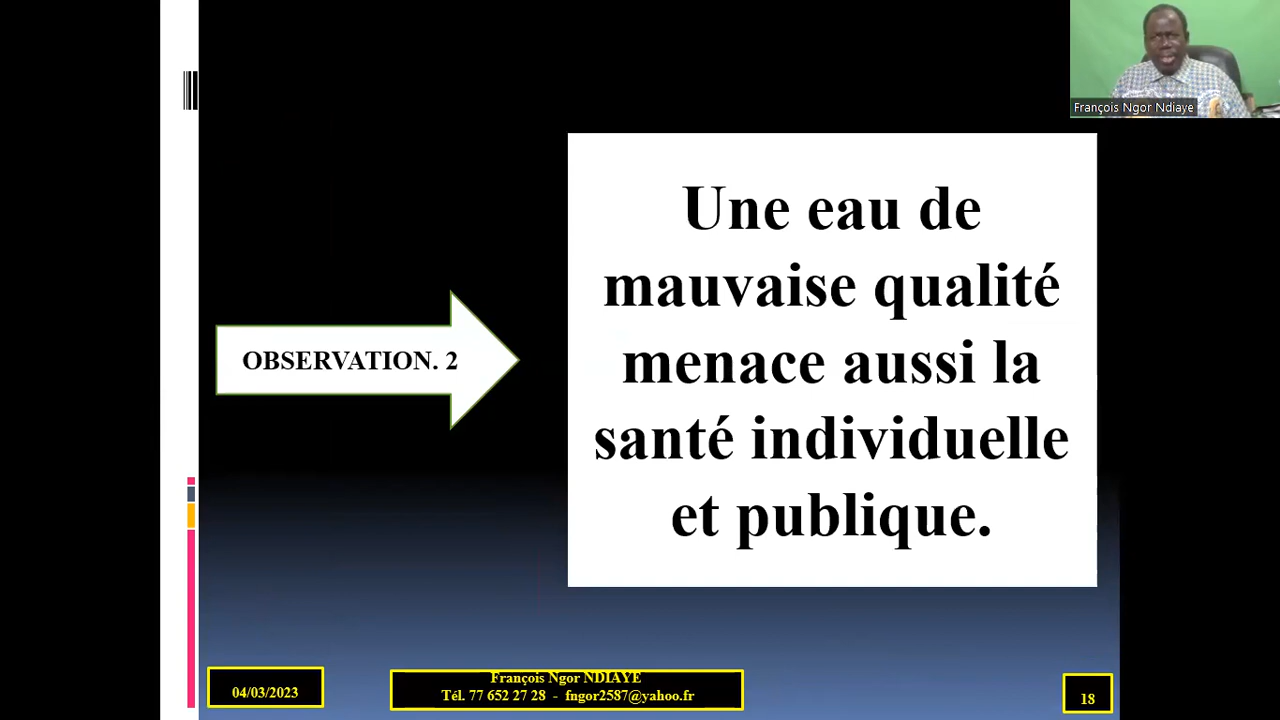 François Ngor Ndiaye
Une eau de
mauvaise qualité
menace aussi la
santé individuelle
et publique.
OBSERVATION. 2
04/03/2023
François Ngor NDIAYE
Tél. 77 652 27 28 - fngor2587@yahoo.fr
18